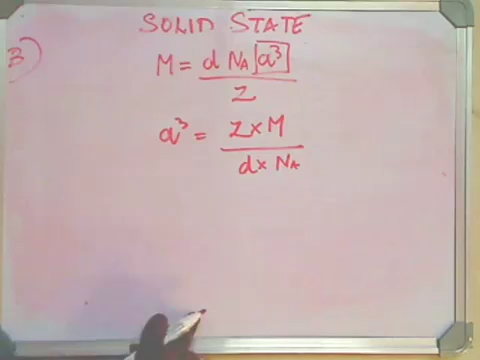 SOLID STATE
3)
M = d NA a³ / z
a³ = z × M / d × NA